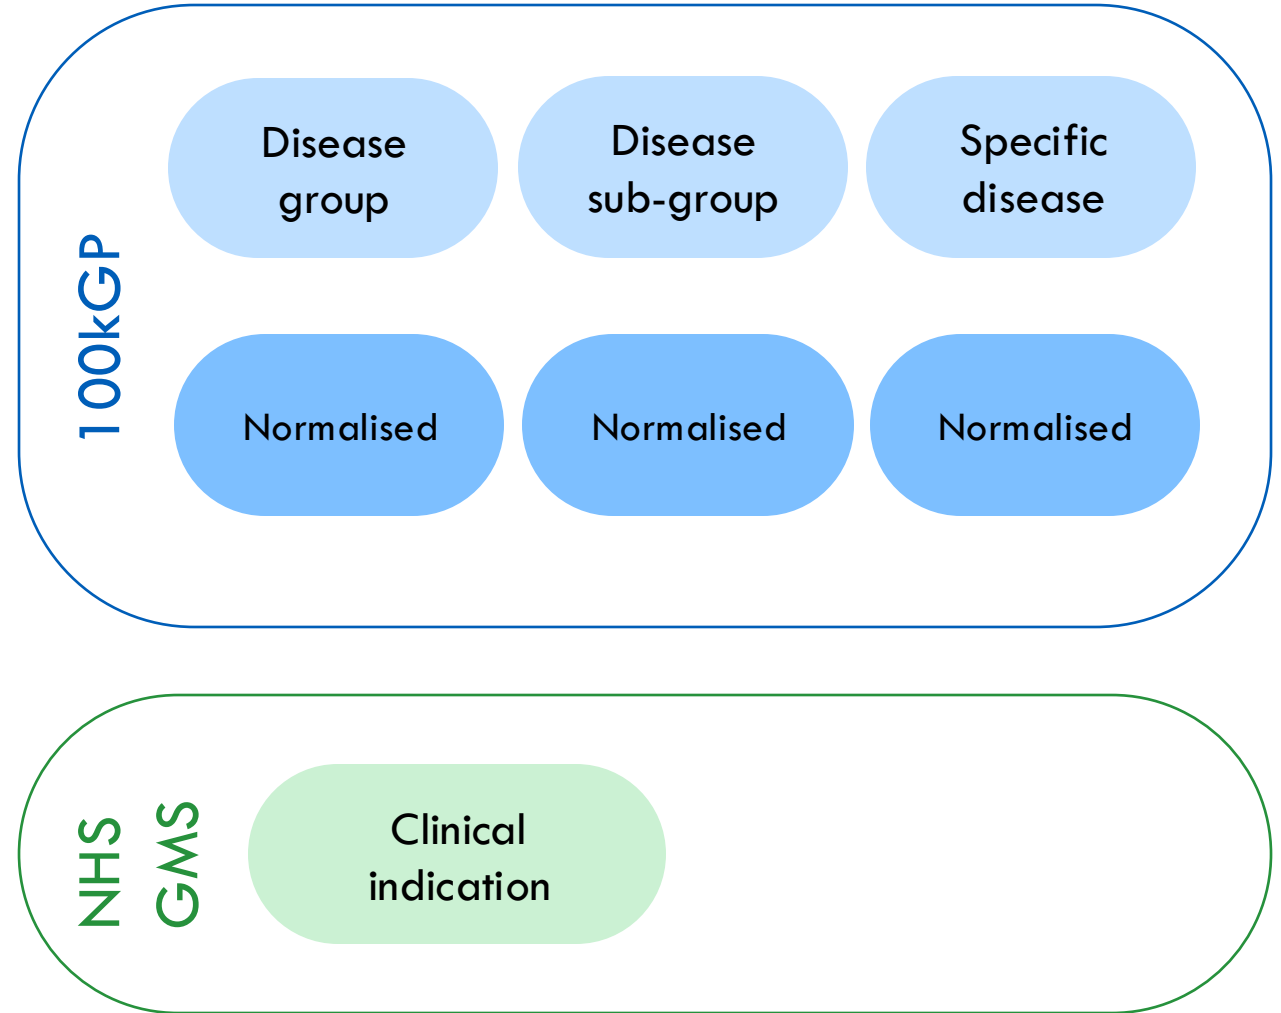 100kGP
Disease
group
Disease
sub-group
Specific
disease
Normalised
Normalised
Normalised
NHS
GMS
Clinical
indication